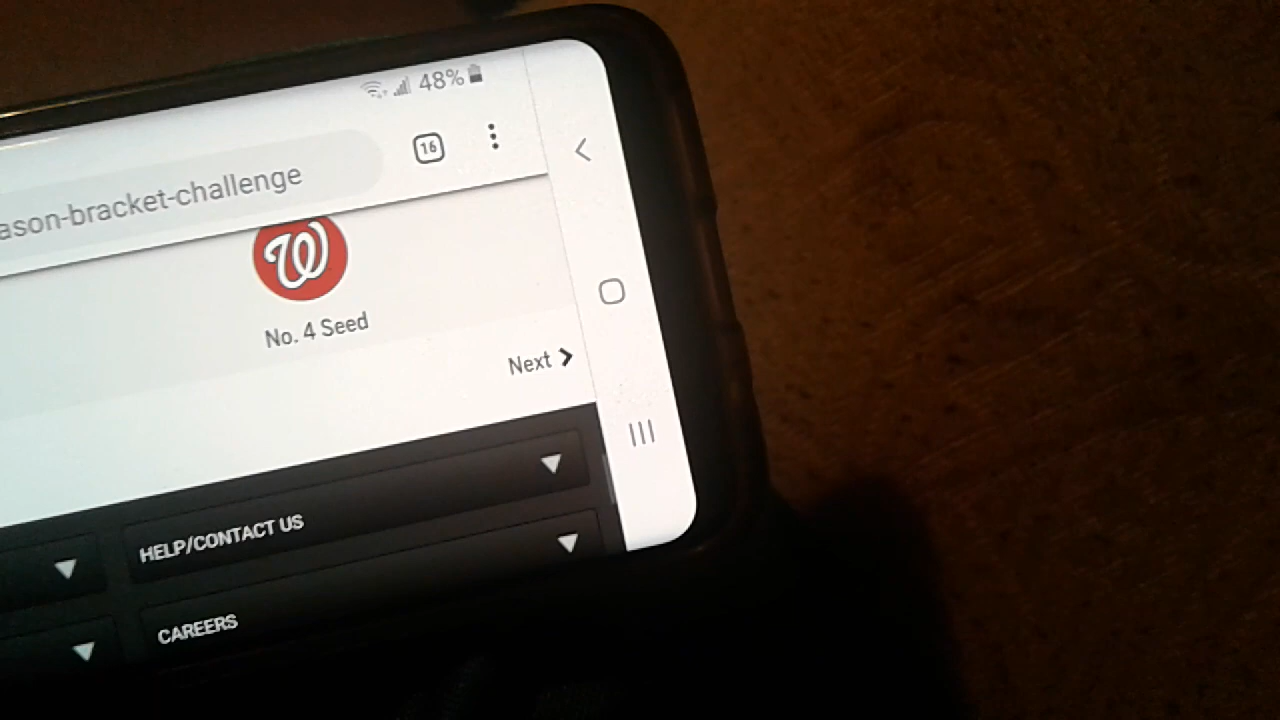 48%
ason-bracket-challenge
16
W
No. 4 Seed
Next
HELP/CONTACT US
CAREERS